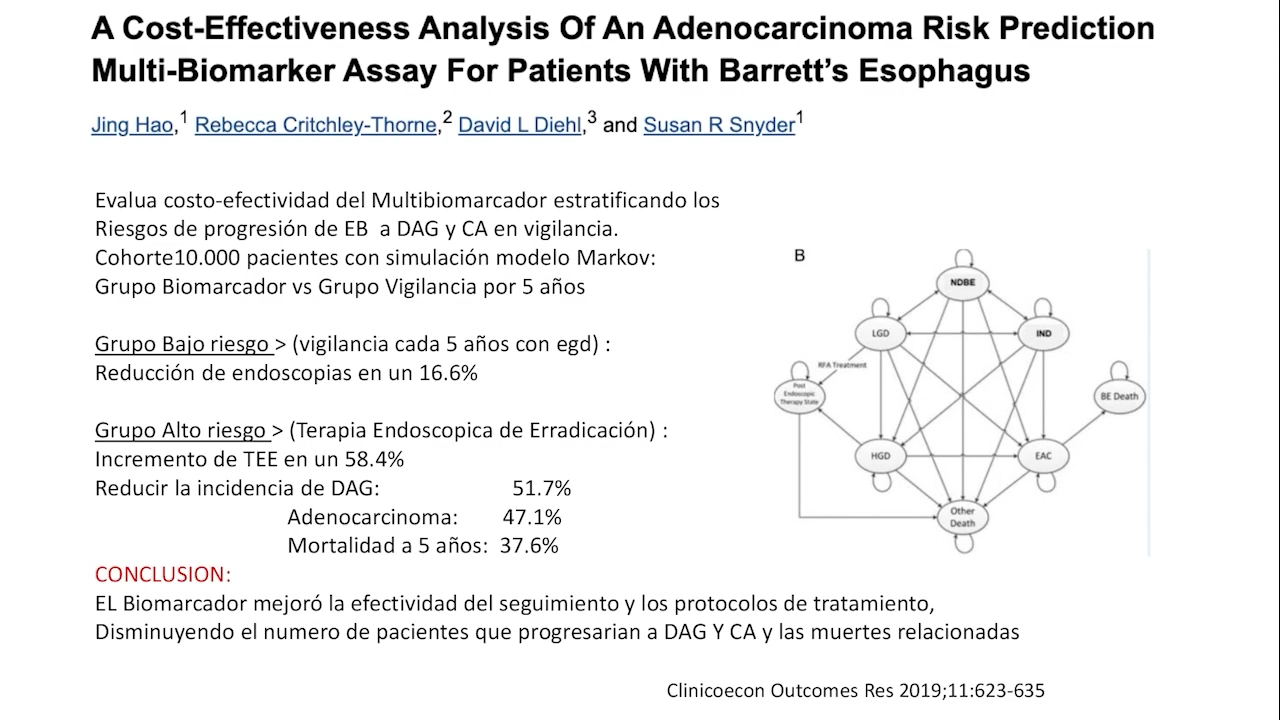 A Cost-Effectiveness Analysis Of An Adenocarcinoma Risk Prediction
Multi-Biomarker Assay For Patients With Barrett's Esophagus
Jing Hao,1 Rebecca Critchley-Thorne,2 David L Diehl,3 and Susan R Snyder1
Evalua costo-efectividad del Multibiomarcador estratificando los
Riesgos de progresión de EB a DAG y CA en vigilancia.
Cohorte10.000 pacientes con simulación modelo Markov:
Grupo Biomarcador vs Grupo Vigilancia por 5 años
Grupo Bajo riesgo > (vigilancia cada 5 años con egd) :
Reducción de endoscopias en un 16.6%
Grupo Alto riesgo > (Terapia Endoscopica de Erradicación) :
Incremento de TEE en un 58.4%
Reducir la incidencia de DAG: 51.7%
Adenocarcinoma: 47.1%
Mortalidad a 5 años: 37.6%
CONCLUSION:
EL Biomarcador mejoró la efectividad del seguimiento y los protocolos de tratamiento,
Disminuyendo el numero de pacientes que progresarian a DAG Y CA y las muertes relacionadas
B
NDBE
LGD
IND
RFA Treatment
Post
Endoscopic
Therapy State
BE Death
HGD
EAC
Other
Death
Clinicoecon Outcomes Res 2019;11:623-635